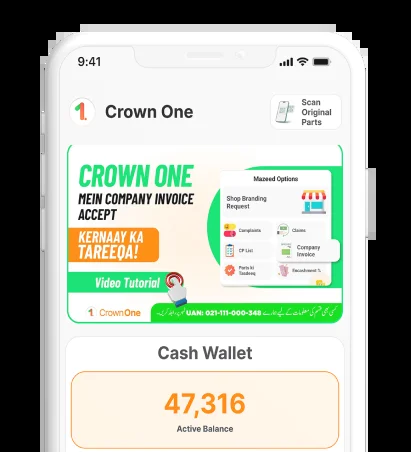 9:41
Crown One
Scan
Original
Parts
CROWN ONE
MEIN COMPANY INVOICE
ACCEPT
KERNAAY KA
TAREEQA!
Video Tutorial
Mazeed Options
Shop Branding
Request
Complaints
Claims
CP List
Company
Invoice
Parts ki
Tasdeeq
CrownOne
UAN: 021-111-000-348
Cash Wallet
47,316
Active Balance